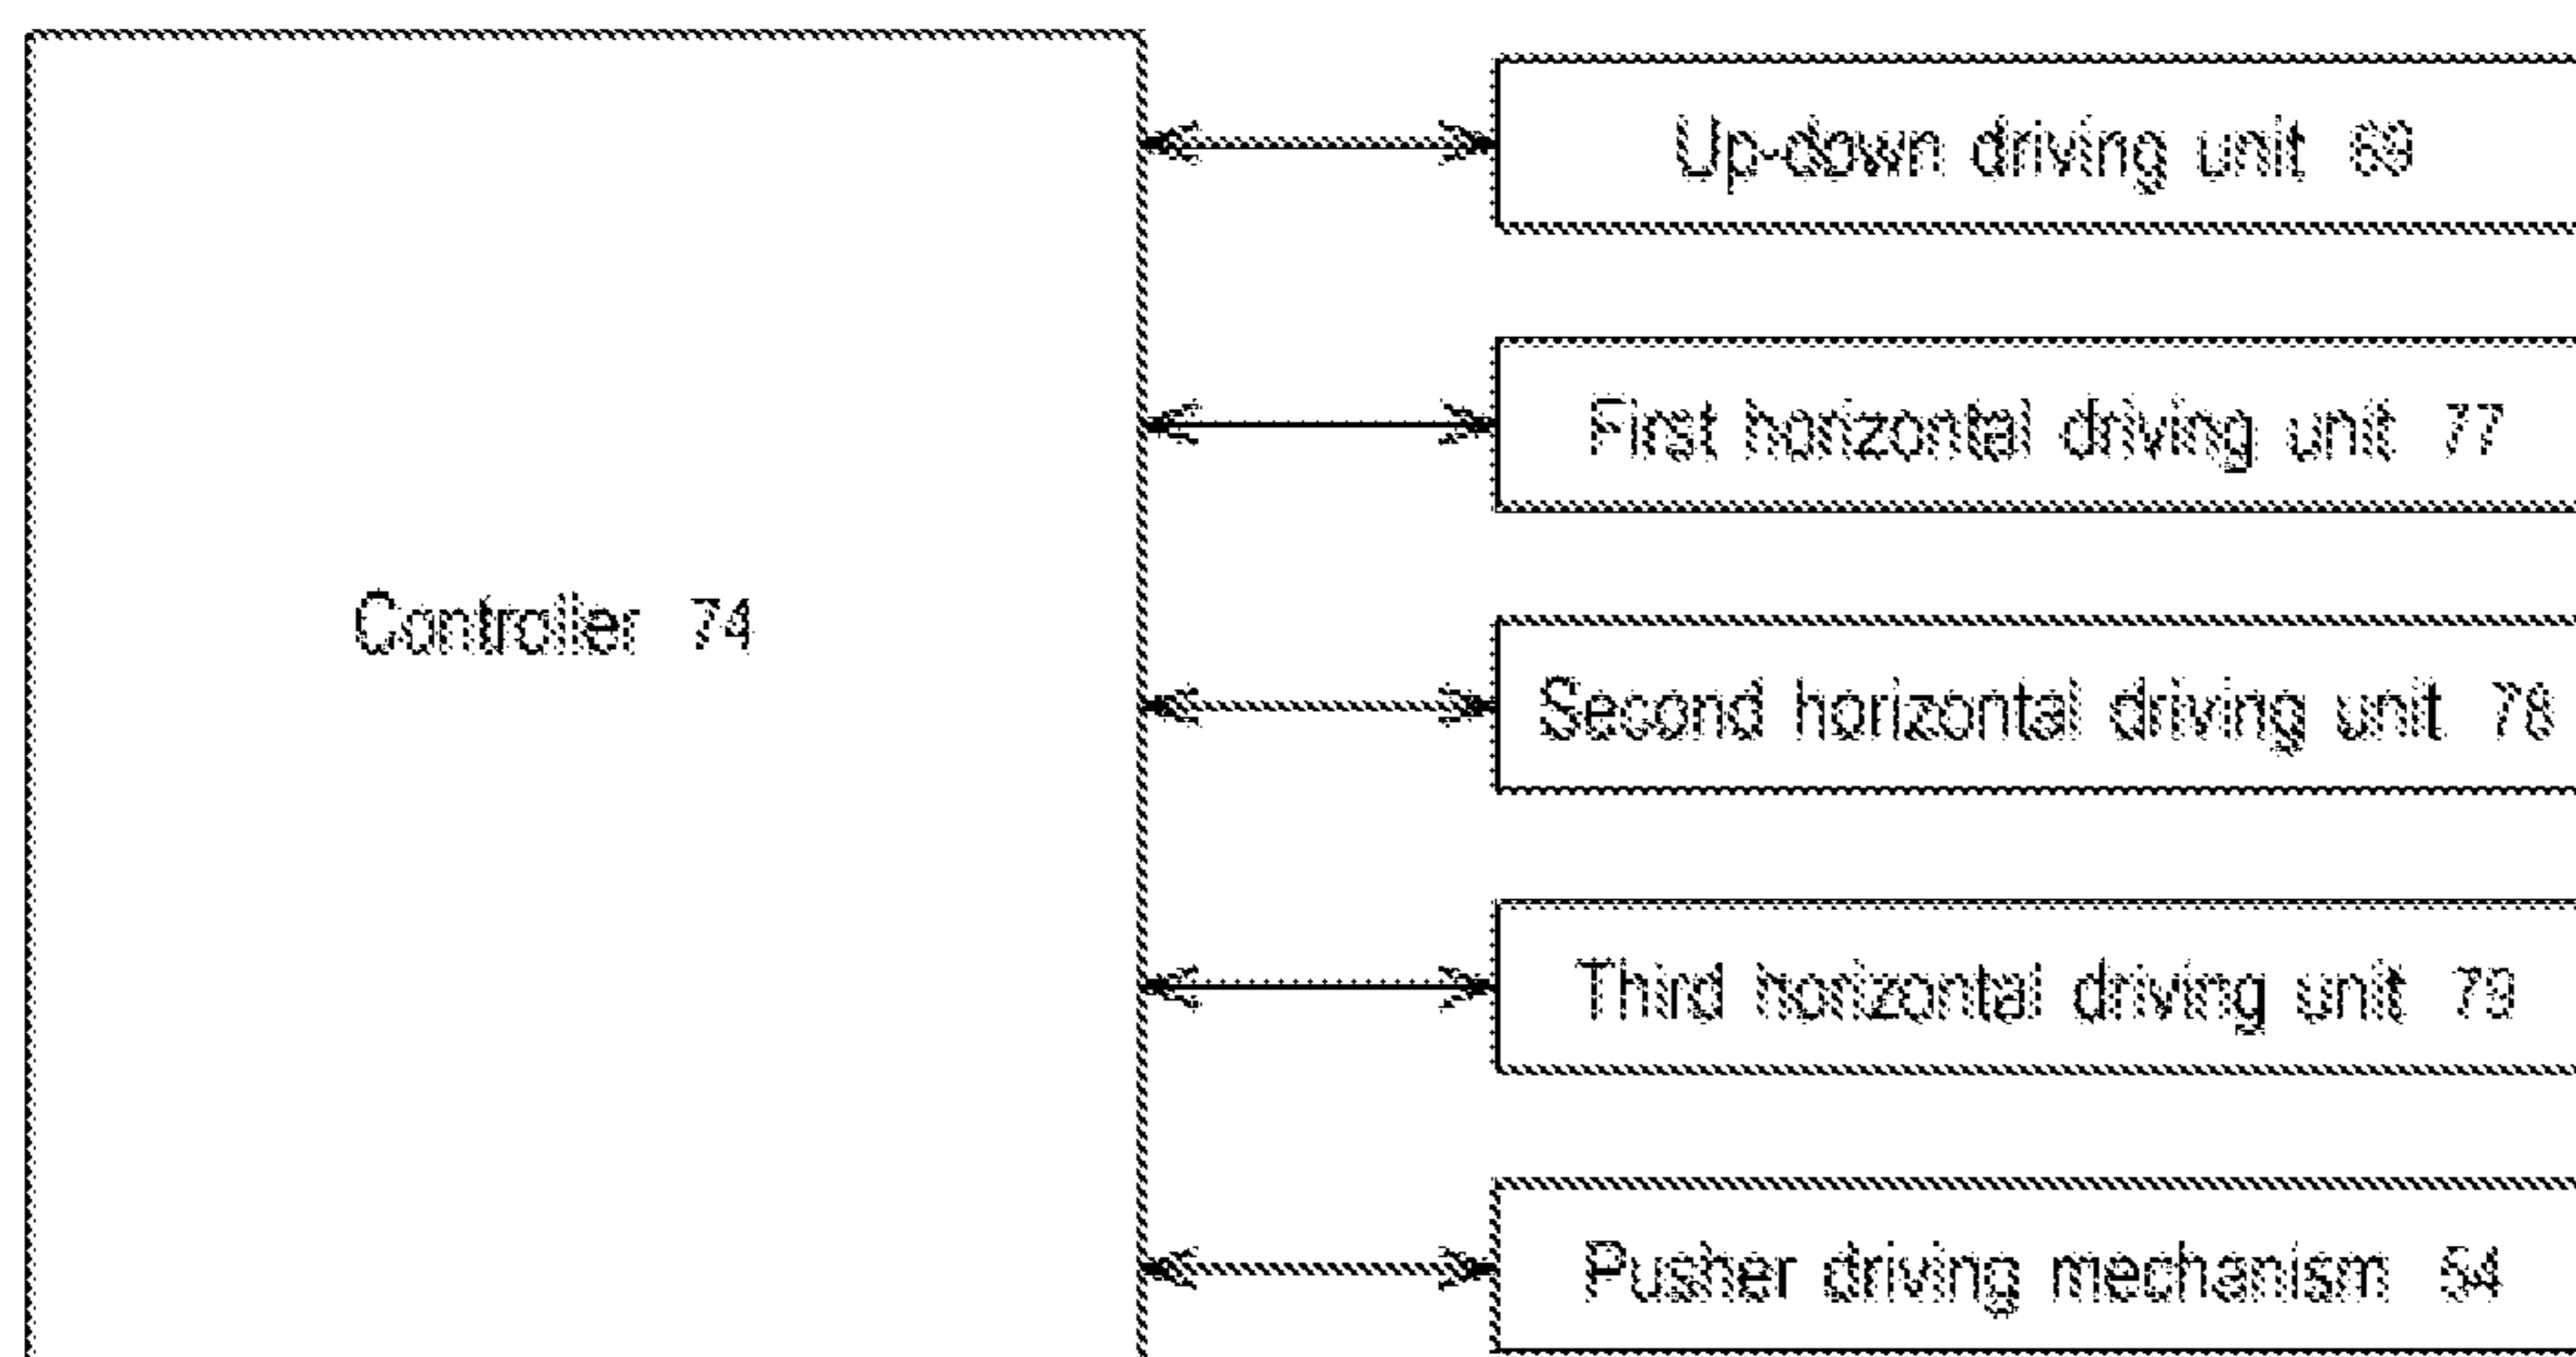 Up-down driving unit 69
First horizontal driving unit 77
Controller 74
Second horizontal driving unit 78
Third horizontal driving unit 79
Pusher driving mechanism 54